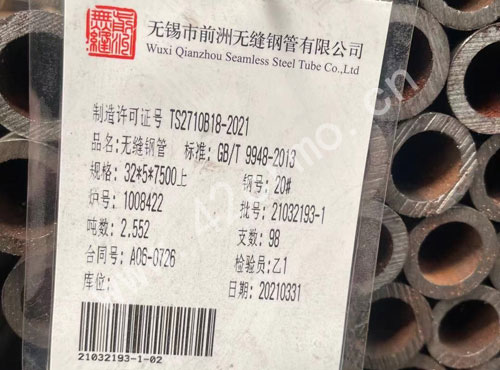 无锡市前洲无缝钢管有限公司
Wuxi Qianzhou Seamless Steel Tube Co.,Ltd
制造许可证号 TS2710B18-2021
品名:无缝钢管 标准:GB/T 9948-2013
规格:32*5*7500上 钢号:20#
炉号:1008422 批号:21032193-1
吨数:2.552 支数:98
合同号:A06-0726 检验员:乙1
库位: 日期:20210331
21032193-1-02